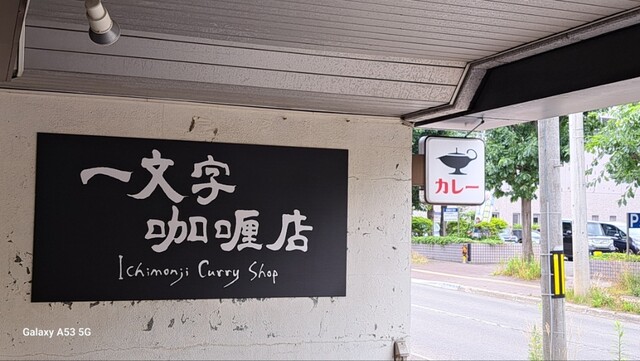 一文字
咖喱店
Ichimonji Curry Shop
カレー
P
Galaxy A53 5G